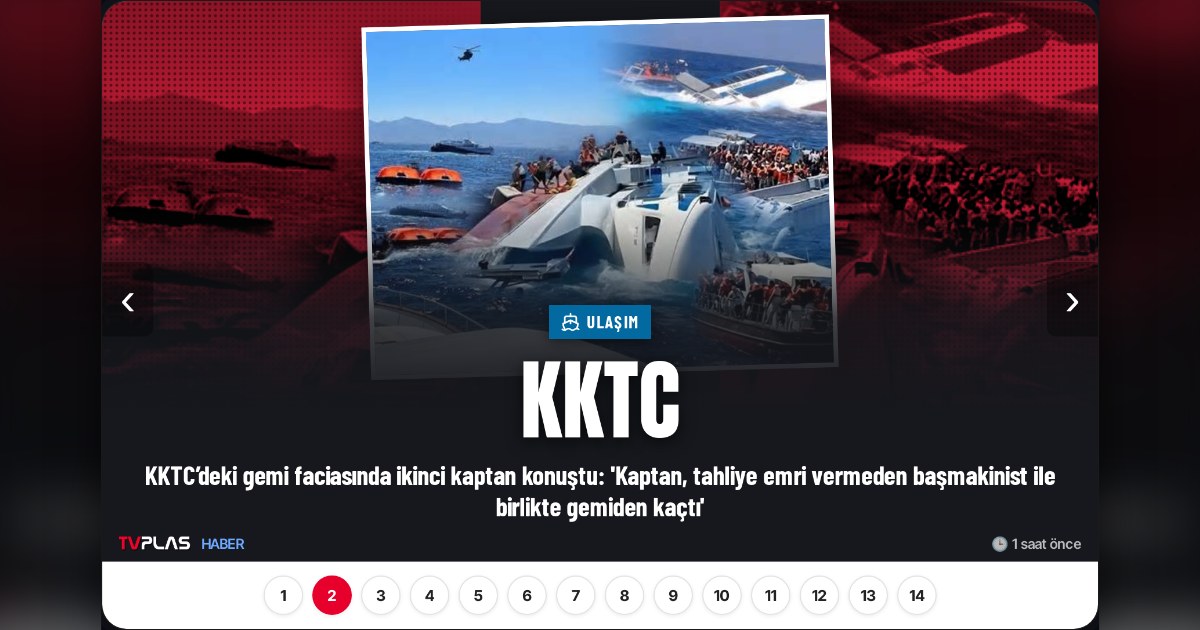 ULAŞIM
KKTC
KKTC'deki gemi faciasında ikinci kaptan konuştu: 'Kaptan, tahliye emri vermeden başmakinist ile
birlikte gemiden kaçtı'
TVPLAS HABER
1 saat önce
1 2 3 4 5 6 7 8 9 10 11 12 13 14